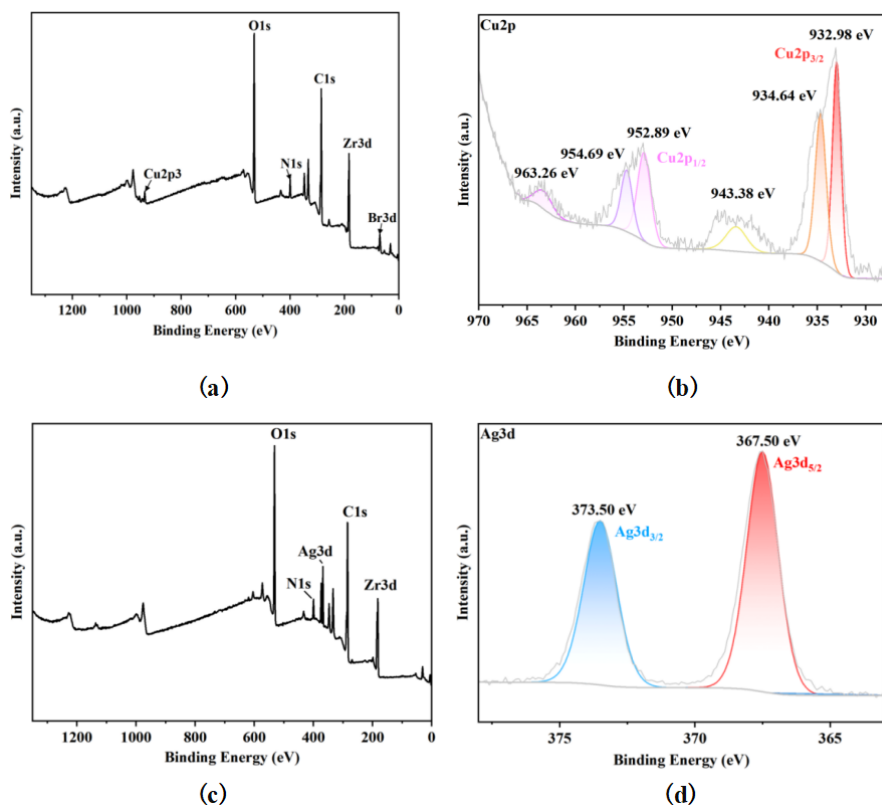 O1s
C1s
Zr3d
N1s
Cu2p3
Br3d
Intensity (a.u.)
1200 1000 800 600 400 200 0
Binding Energy (eV)
(a)
Cu2p
932.98 eV
Cu2p3/2
934.64 eV
952.89 eV
954.69 eV
Cu2p1/2
963.26 eV
943.38 eV
Intensity (a.u.)
970 965 960 955 950 945 940 935 930
Binding Energy (eV)
(b)
O1s
C1s
Ag3d
N1s
Zr3d
Intensity (a.u.)
1200 1000 800 600 400 200 0
Binding Energy (eV)
(c)
Ag3d
367.50 eV
Ag3d5/2
373.50 eV
Ag3d3/2
Intensity (a.u.)
375 370 365
Binding Energy (eV)
(d)